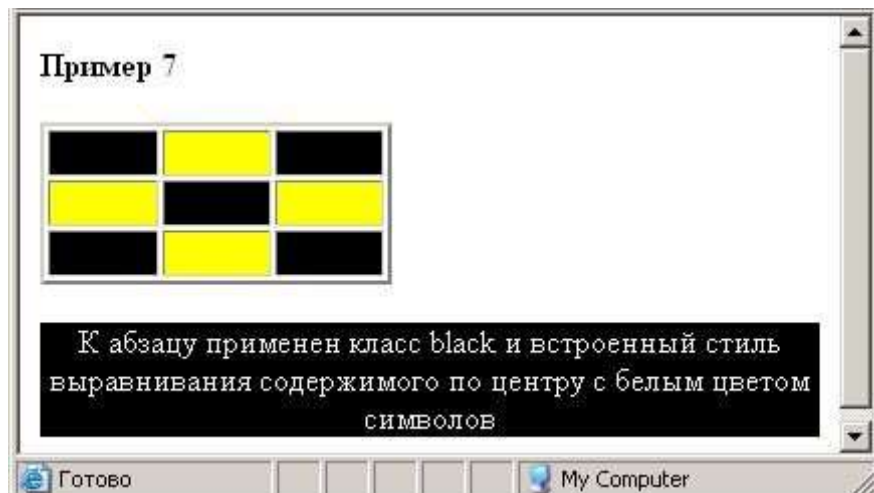 Пример 7
К абзацу применен класс black и встроенный стиль
выравнивания содержимого по центру с белым цветом
символов
Готово
My Computer